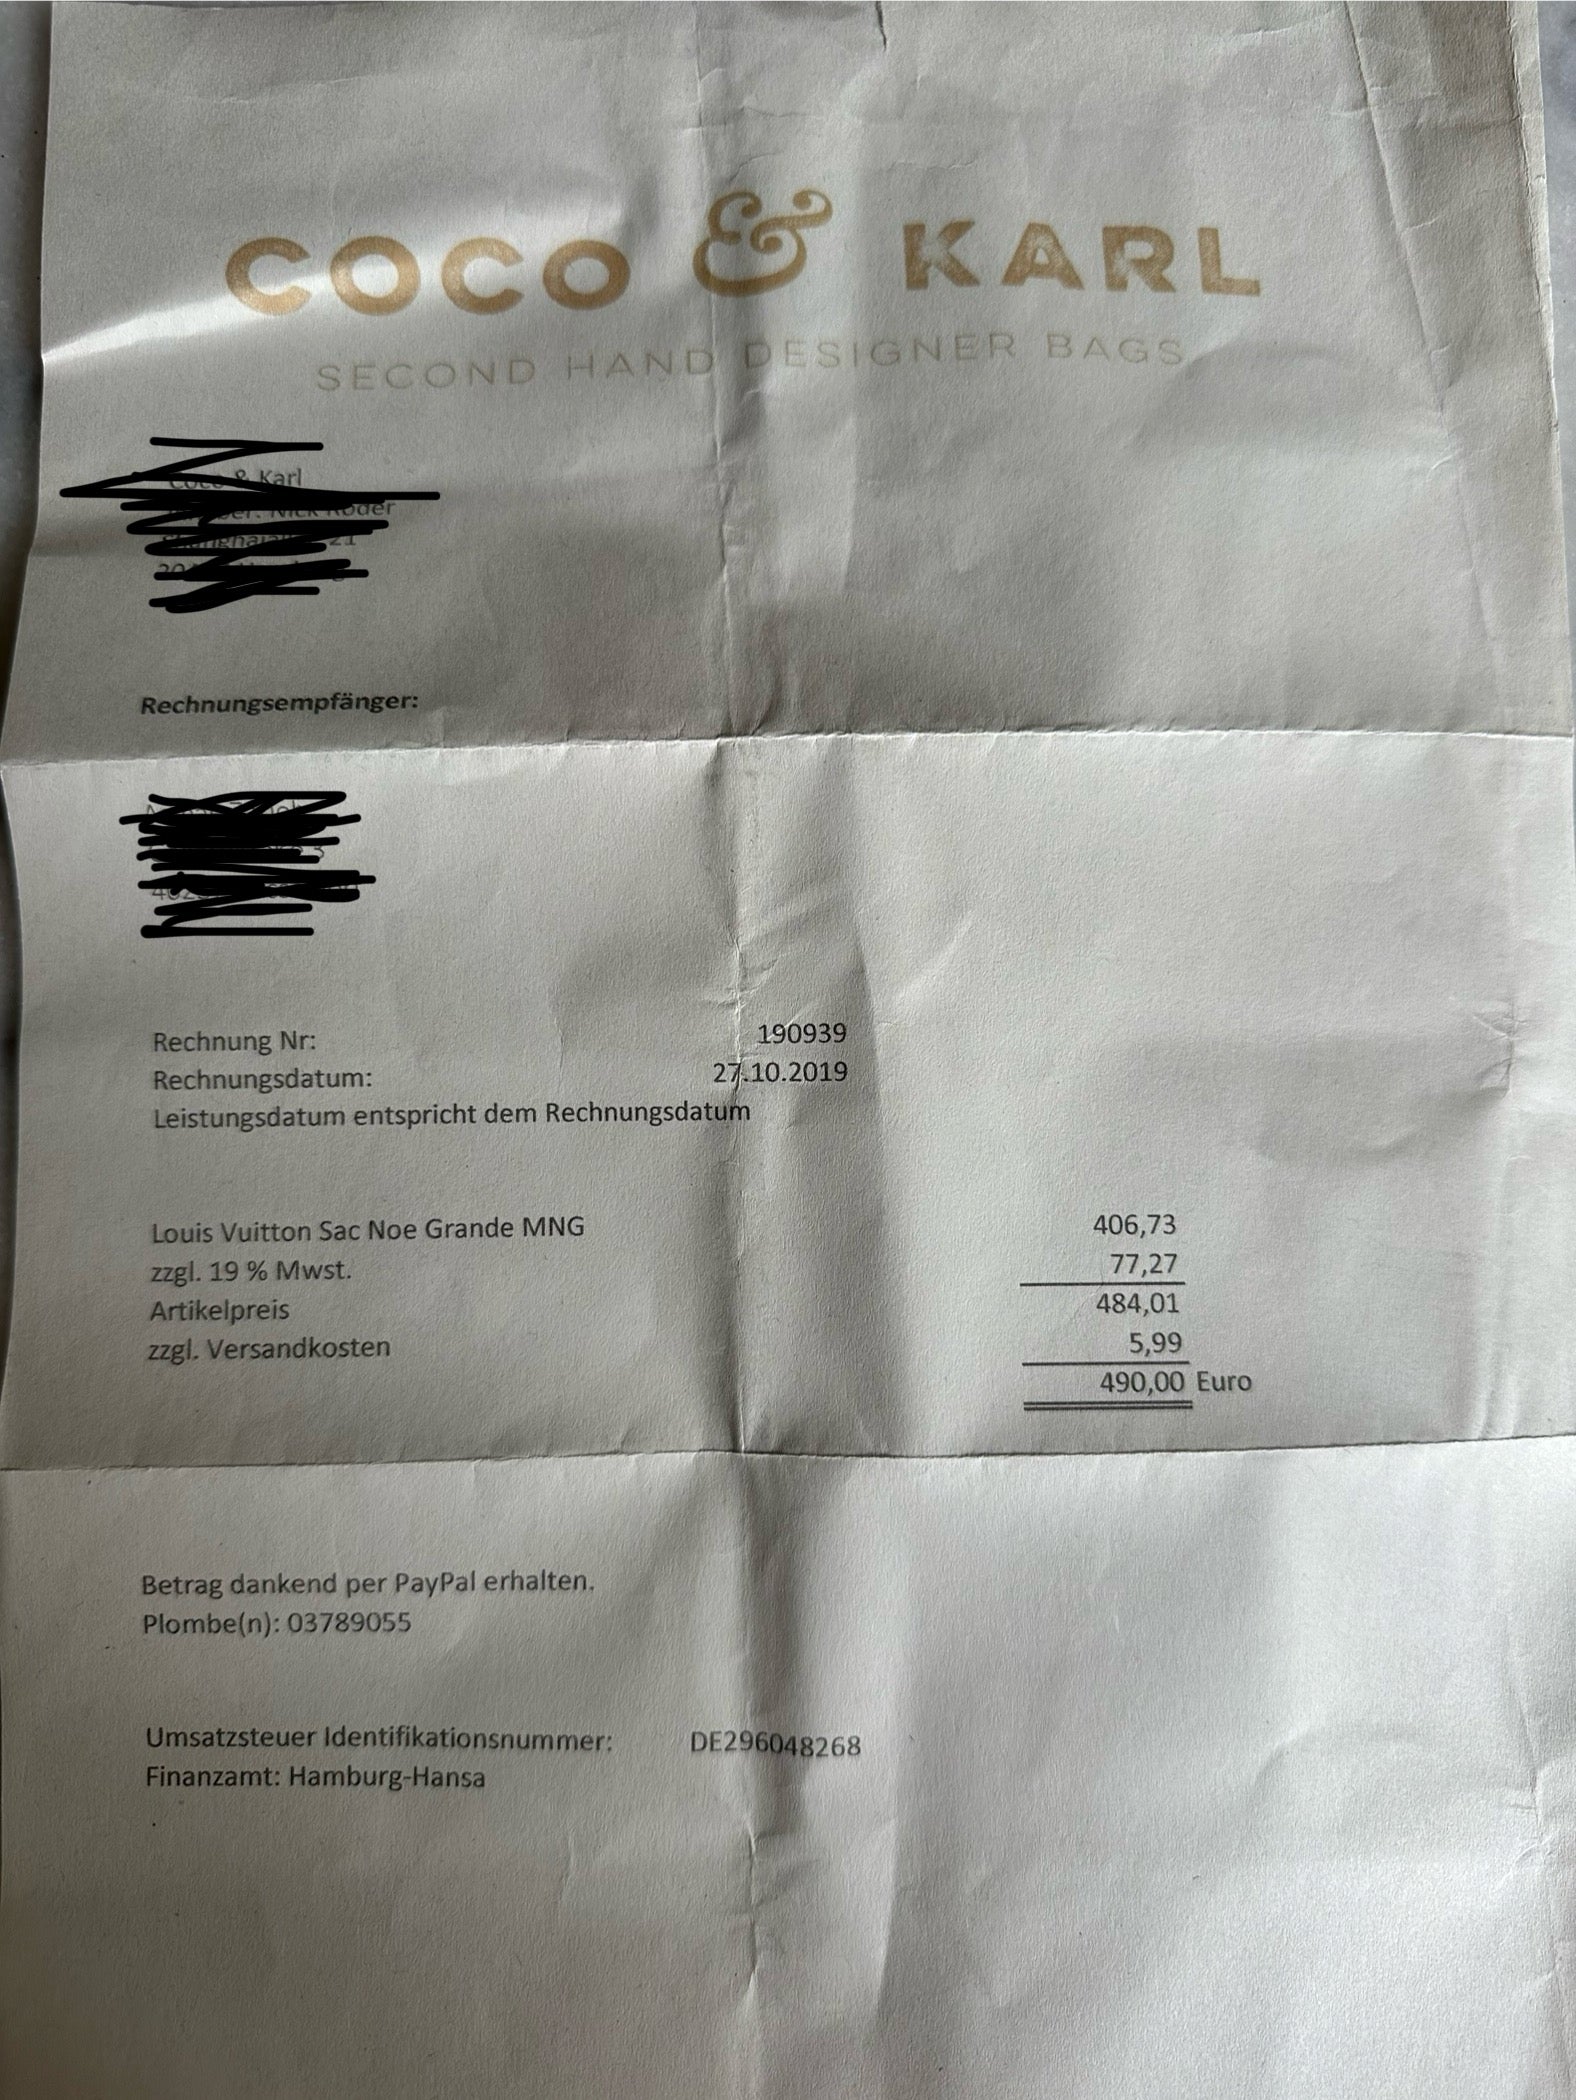 COCO & KARL
SECOND HAND DESIGNER BAGS
Coco & Karl
Rechnungsempfänger:
Rechnung Nr: 190939
Rechnungsdatum: 27.10.2019
Leistungsdatum entspricht dem Rechnungsdatum
Louis Vuitton Sac Noe Grande MNG 406,73
zzgl. 19 % Mwst. 77,27
Artikelpreis 484,01
zzgl. Versandkosten 5,99
490,00 Euro
Betrag dankend per PayPal erhalten.
Plombe(n): 03789055
Umsatzsteuer Identifikationsnummer: DE296048268
Finanzamt: Hamburg-Hansa